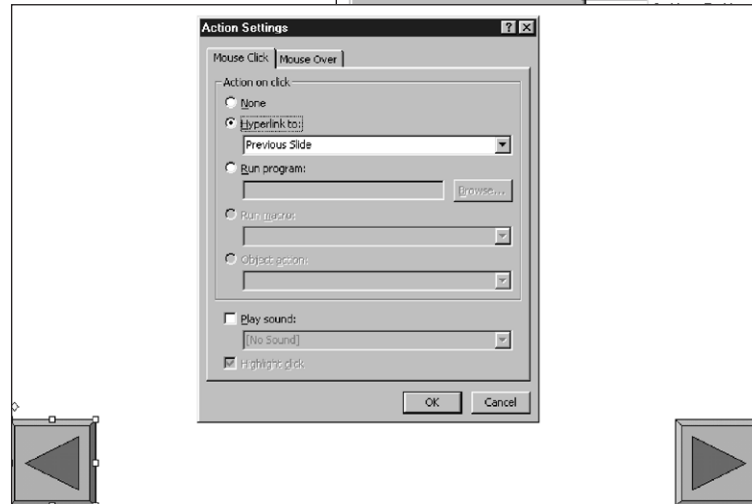 Action Settings
Mouse Click Mouse Over
Action on click
None
Hyperlink to:
Previous Slide
Run program:
Browse...
Run macro:
Object action:
Play sound:
[No Sound]
Highlight click
OK Cancel